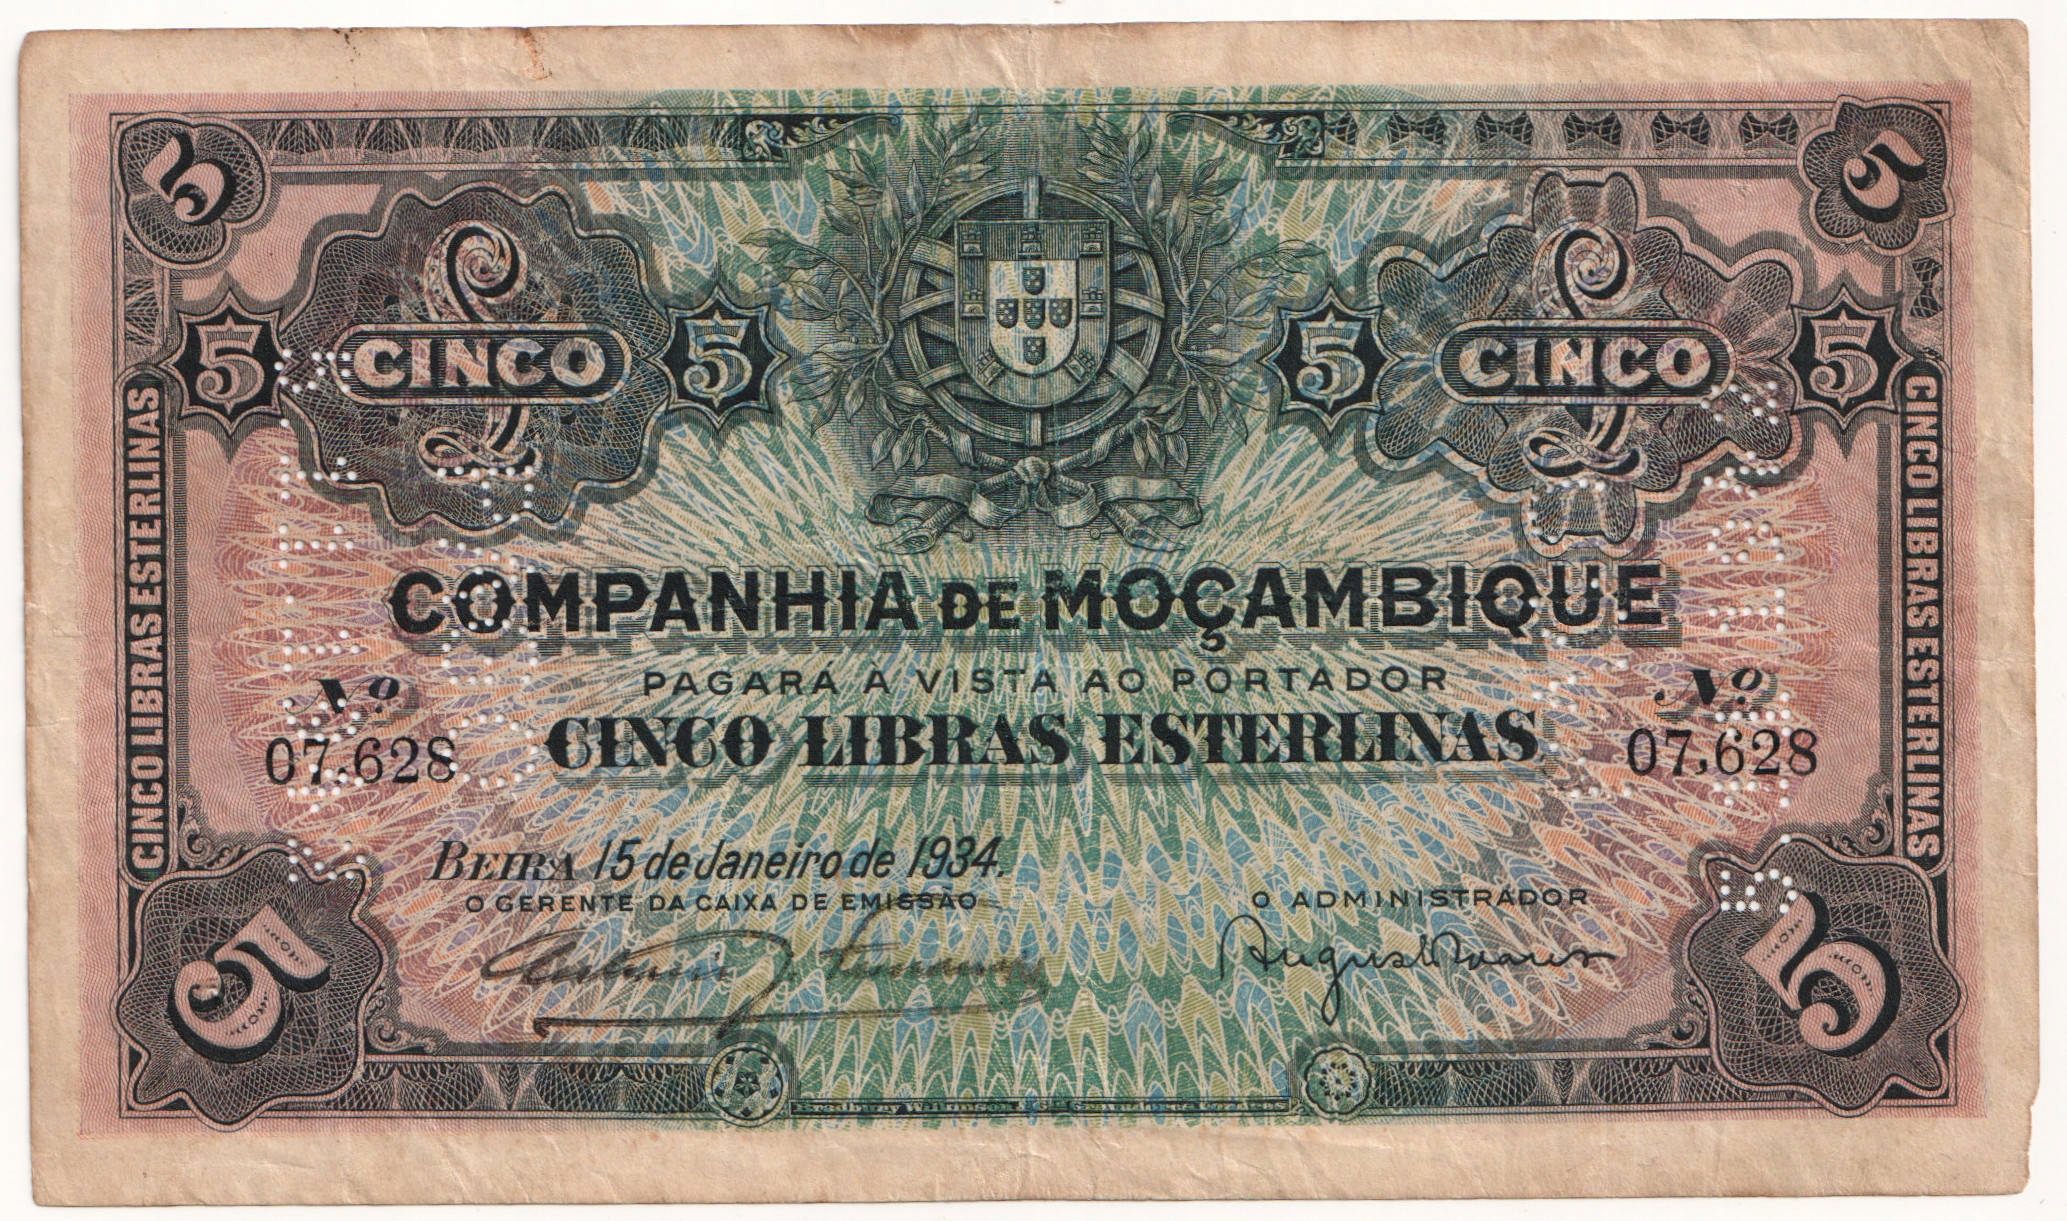 5 5
£ £
5 CINCO 5 5 CINCO 5
CINCO LIBRAS ESTERLINAS
CINCO LIBRAS ESTERLINAS
COMPANHIA DE MOÇAMBIQUE
PAGARÁ Á VISTA AO PORTADOR
CINCO LIBRAS ESTERLINAS
Nº
07,628
Nº
07,628
BEIRA 15 de Janeiro de 1934.
O GERENTE DA CAIXA DE EMISSÃO
O ADMINISTRADOR
5 5